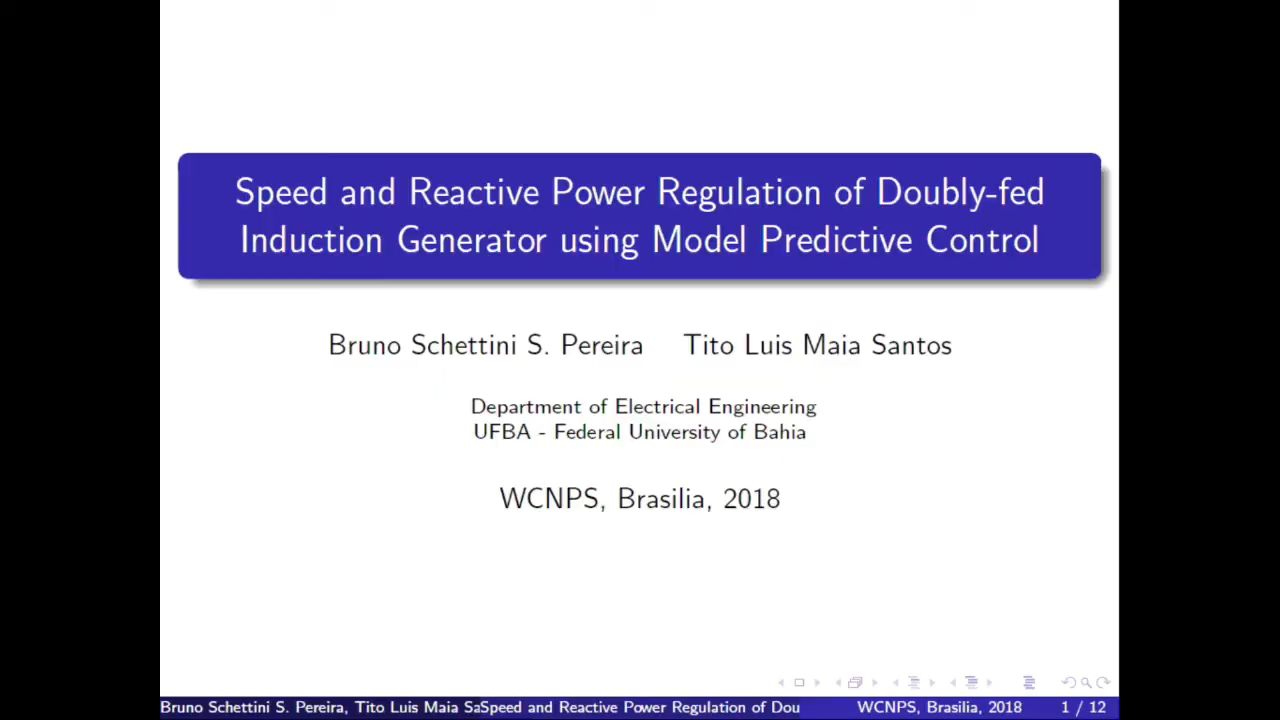 Speed and Reactive Power Regulation of Doubly-fed
Induction Generator using Model Predictive Control
Bruno Schettini S. Pereira Tito Luis Maia Santos
Department of Electrical Engineering
UFBA - Federal University of Bahia
WCNPS, Brasilia, 2018
Bruno Schettini S. Pereira, Tito Luis Maia Sa Speed and Reactive Power Regulation of Dou WCNPS, Brasilia, 2018 1 / 12